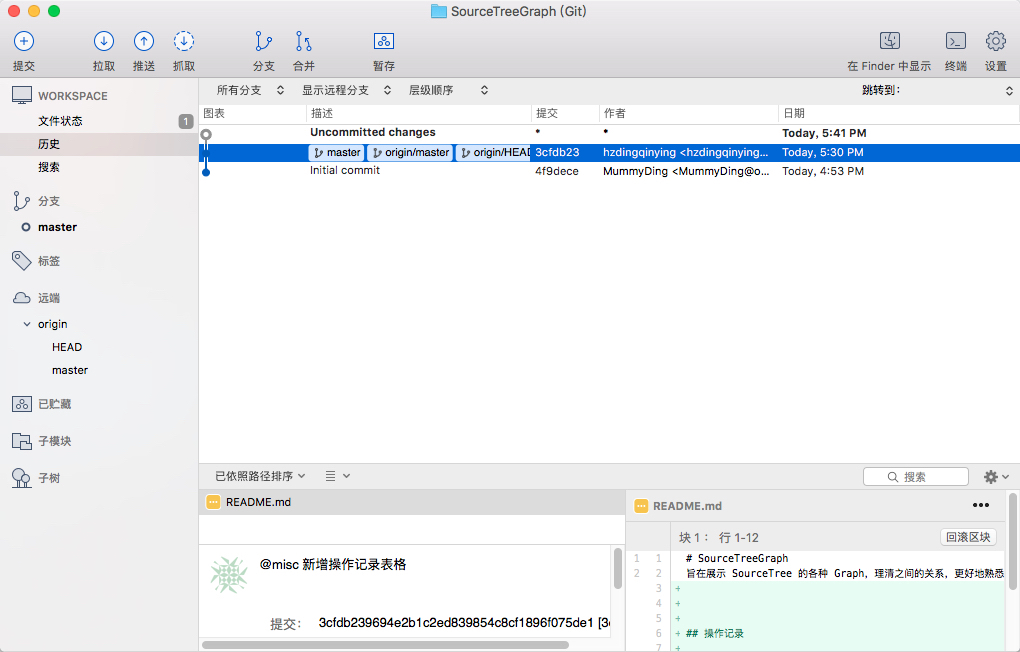 SourceTreeGraph (Git)
提交 拉取 推送 抓取 分支 合并 暂存 在 Finder 中显示 终端 设置
WORKSPACE
文件状态 1
历史
搜索
分支
master
标签
远端
origin
HEAD
master
已贮藏
子模块
子树
所有分支 显示远程分支 层级顺序 跳转到:
图表 描述 提交 作者 日期
Uncommitted changes * * Today, 5:41 PM
master origin/master origin/HEAD 3cfdb23 hzdingqinying <hzdingqinying... Today, 5:30 PM
Initial commit 4f9dece MummyDing <MummyDing@o... Today, 4:53 PM
已依照路径排序 搜索
README.md
@misc 新增操作记录表格
提交: 3cfdb239694e2b1c2ed839854c8cf1896f075de1 [3
README.md
块 1： 行 1-12 回滚区块
1 1 # SourceTreeGraph
2 2 旨在展示 SourceTree 的各种 Graph，理清之间的关系，更好地熟悉
3 +
4 +
5 +
6 + ## 操作记录
7 +